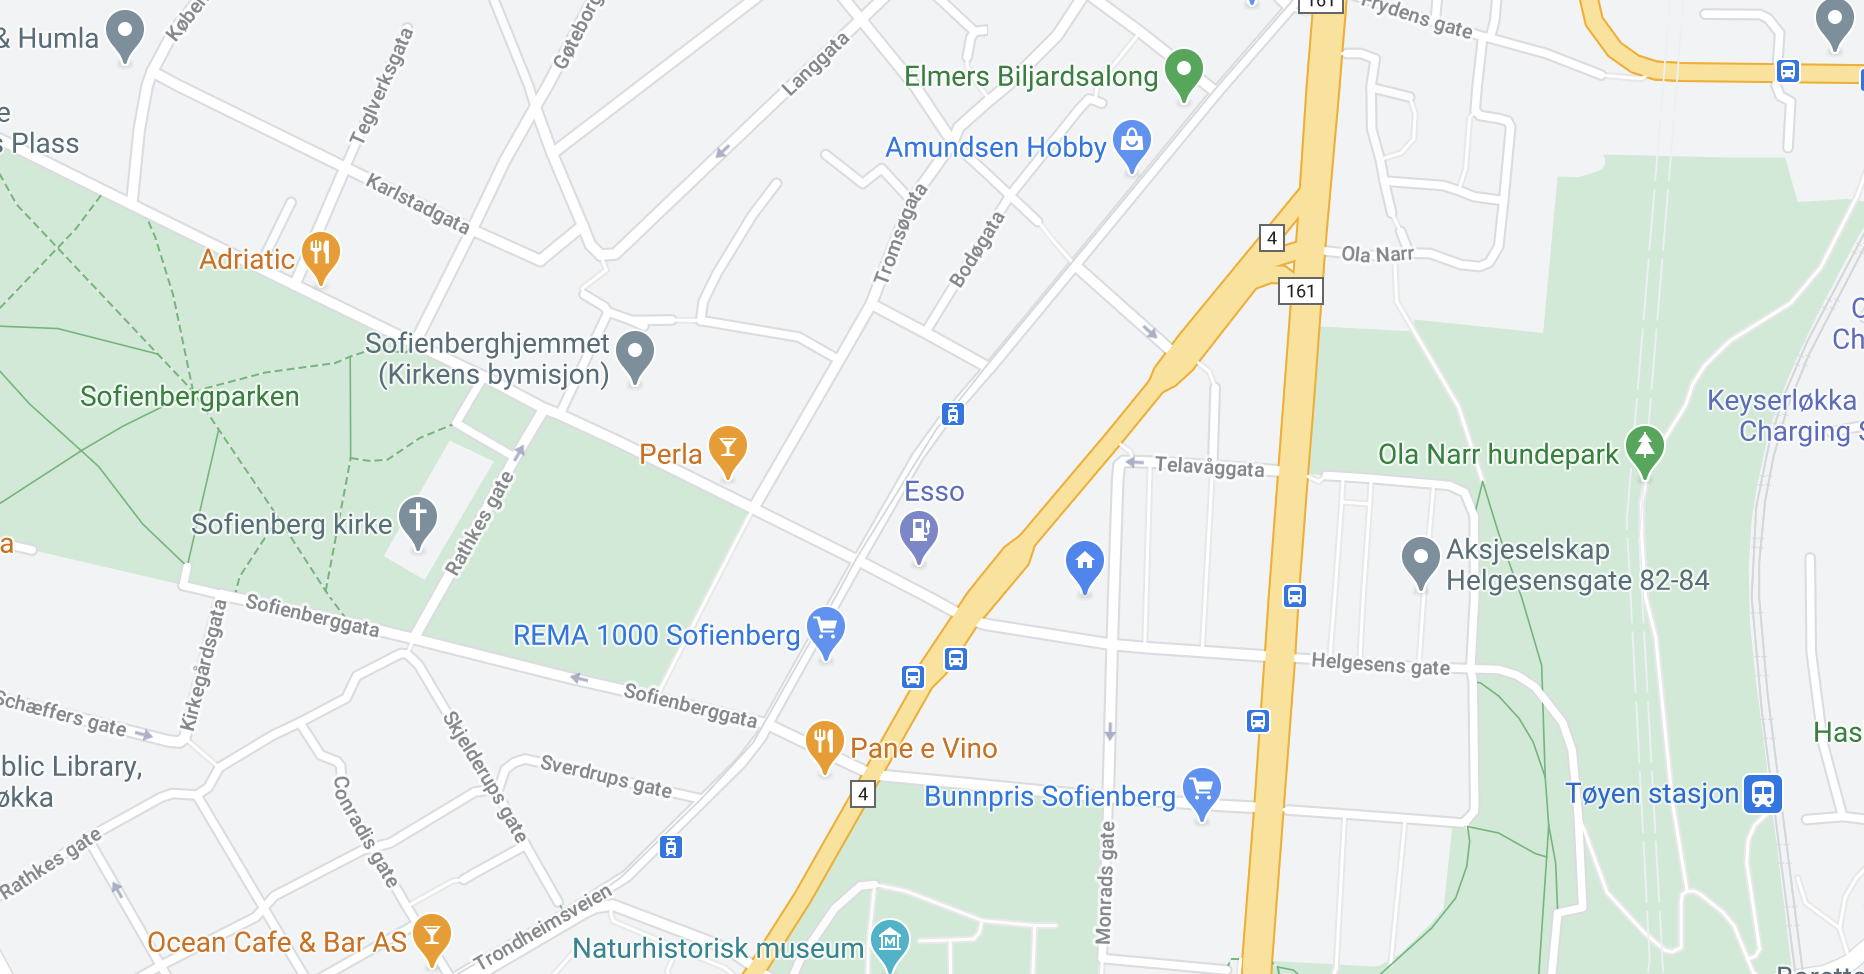 161
Frydens gate
& Humla
Teglverksgata
Langgata
Elmers Biljardsalong
Plass
Amundsen Hobby
Karlstadgata
Tromsøgata
Bodøgata
4
Ola Narr
Adriatic
161
Sofienberghjemmet
(Kirkens bymisjon)
Sofienbergparken
Keyserløkka
Charging
Perla
Ola Narr hundepark
Telavåggata
Esso
Rathkes gate
Sofienberg kirke
Aksjeselskap
Helgesensgate 82-84
Sofienberggata
REMA 1000 Sofienberg
Helgesens gate
Kirkegårdsgata
Schæffers gate
Sofienberggata
Skjelderups gate
Pane e Vino
Sverdrups gate
Library,
4
Bunnpris Sofienberg
Tøyen stasjon
Conradis gate
Rathkes gate
Monrads gate
Trondheimsveien
Ocean Cafe & Bar AS
Naturhistorisk museum